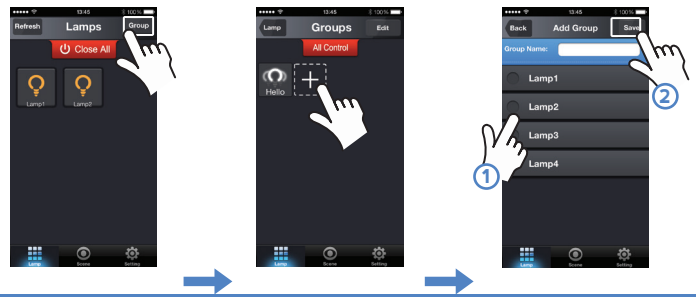 13:45 100%
Refresh Lamps Group
Close All
Lamp1 Lamp2
Lamp Scene Setting
13:45 100%
Lamp Groups Edit
All Control
Hello
Lamp Scene Setting
13:45 100%
Back Add Group Save
Group Name:
Lamp1
Lamp2
Lamp3
Lamp4
1
2
Lamp Scene Setting